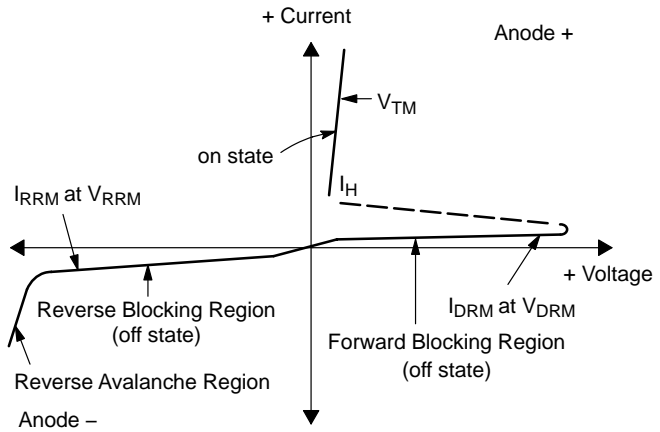 + Current
Anode +
V_TM
on state
I_H
I_RRM at V_RRM
+ Voltage
Reverse Blocking Region
(off state)
I_DRM at V_DRM
Forward Blocking Region
(off state)
Reverse Avalanche Region
Anode −